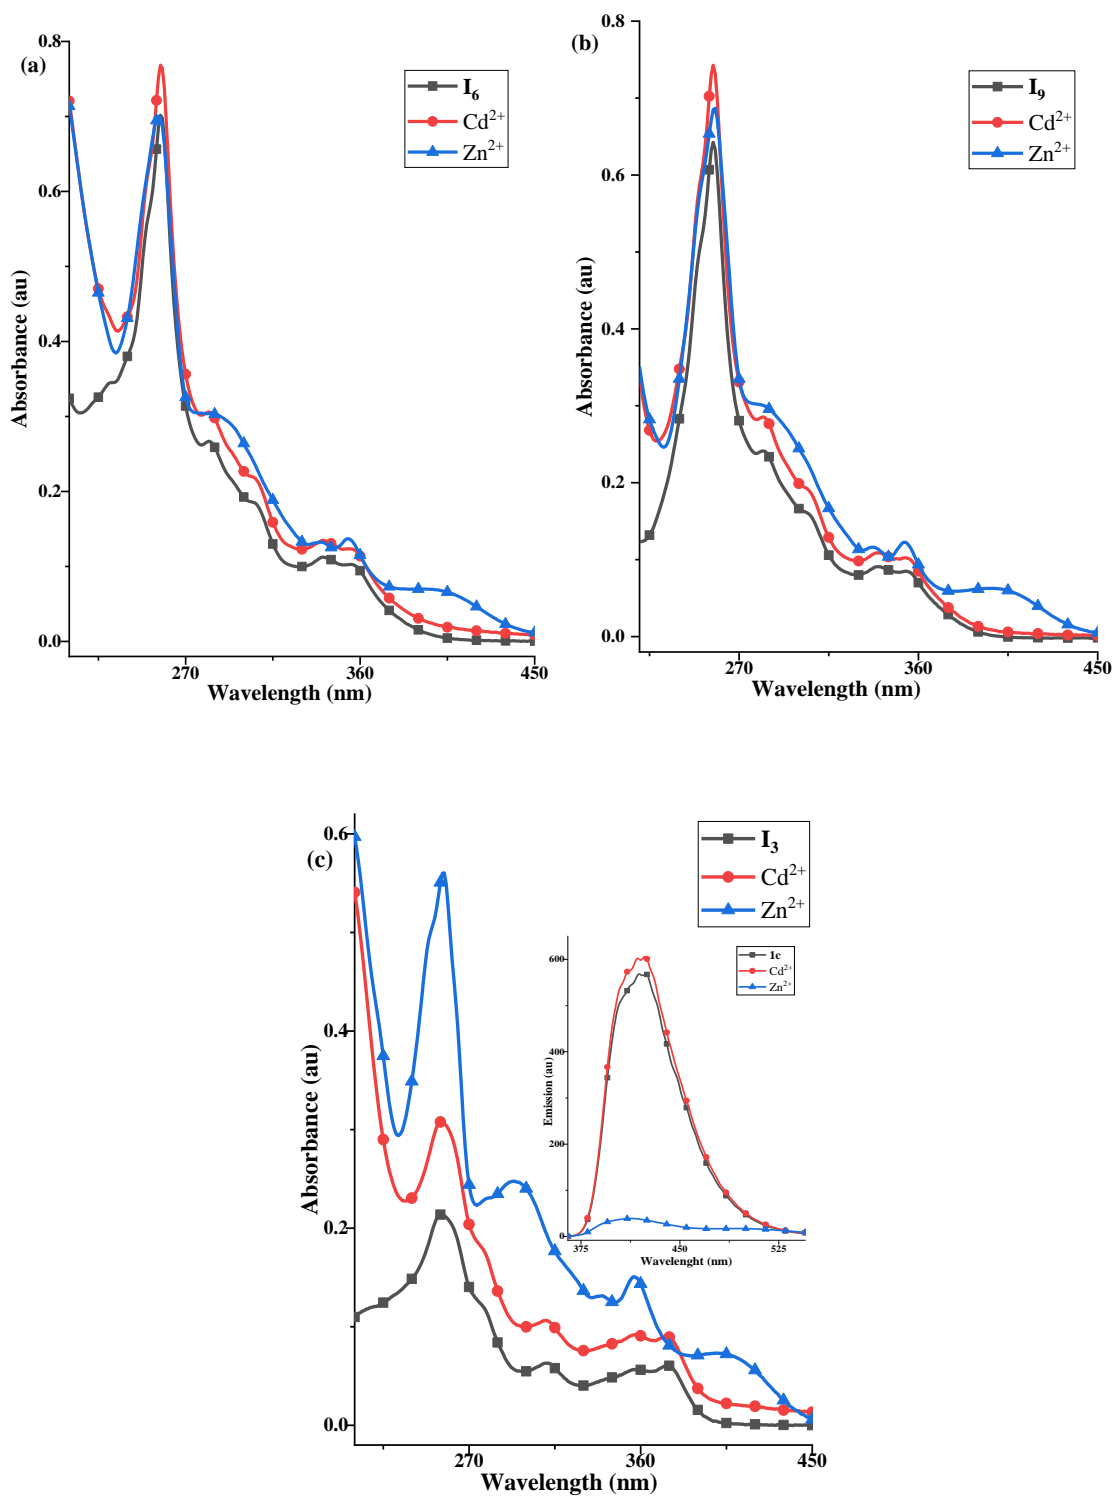 (a)
I6
Cd2+
Zn2+
0.8
0.6
0.4
0.2
0.0
Absorbance (au)
270
360
450
Wavelength (nm)
(b)
I9
Cd2+
Zn2+
0.8
0.6
0.4
0.2
0.0
Absorbance (au)
270
360
450
Wavelength (nm)
(c)
I3
Cd2+
Zn2+
0.6
0.4
0.2
0.0
Absorbance (au)
270
360
450
Wavelength (nm)
1c
Cd2+
Zn2+
600
400
200
0
Emission (au)
375
450
525
Wavelenght (nm)